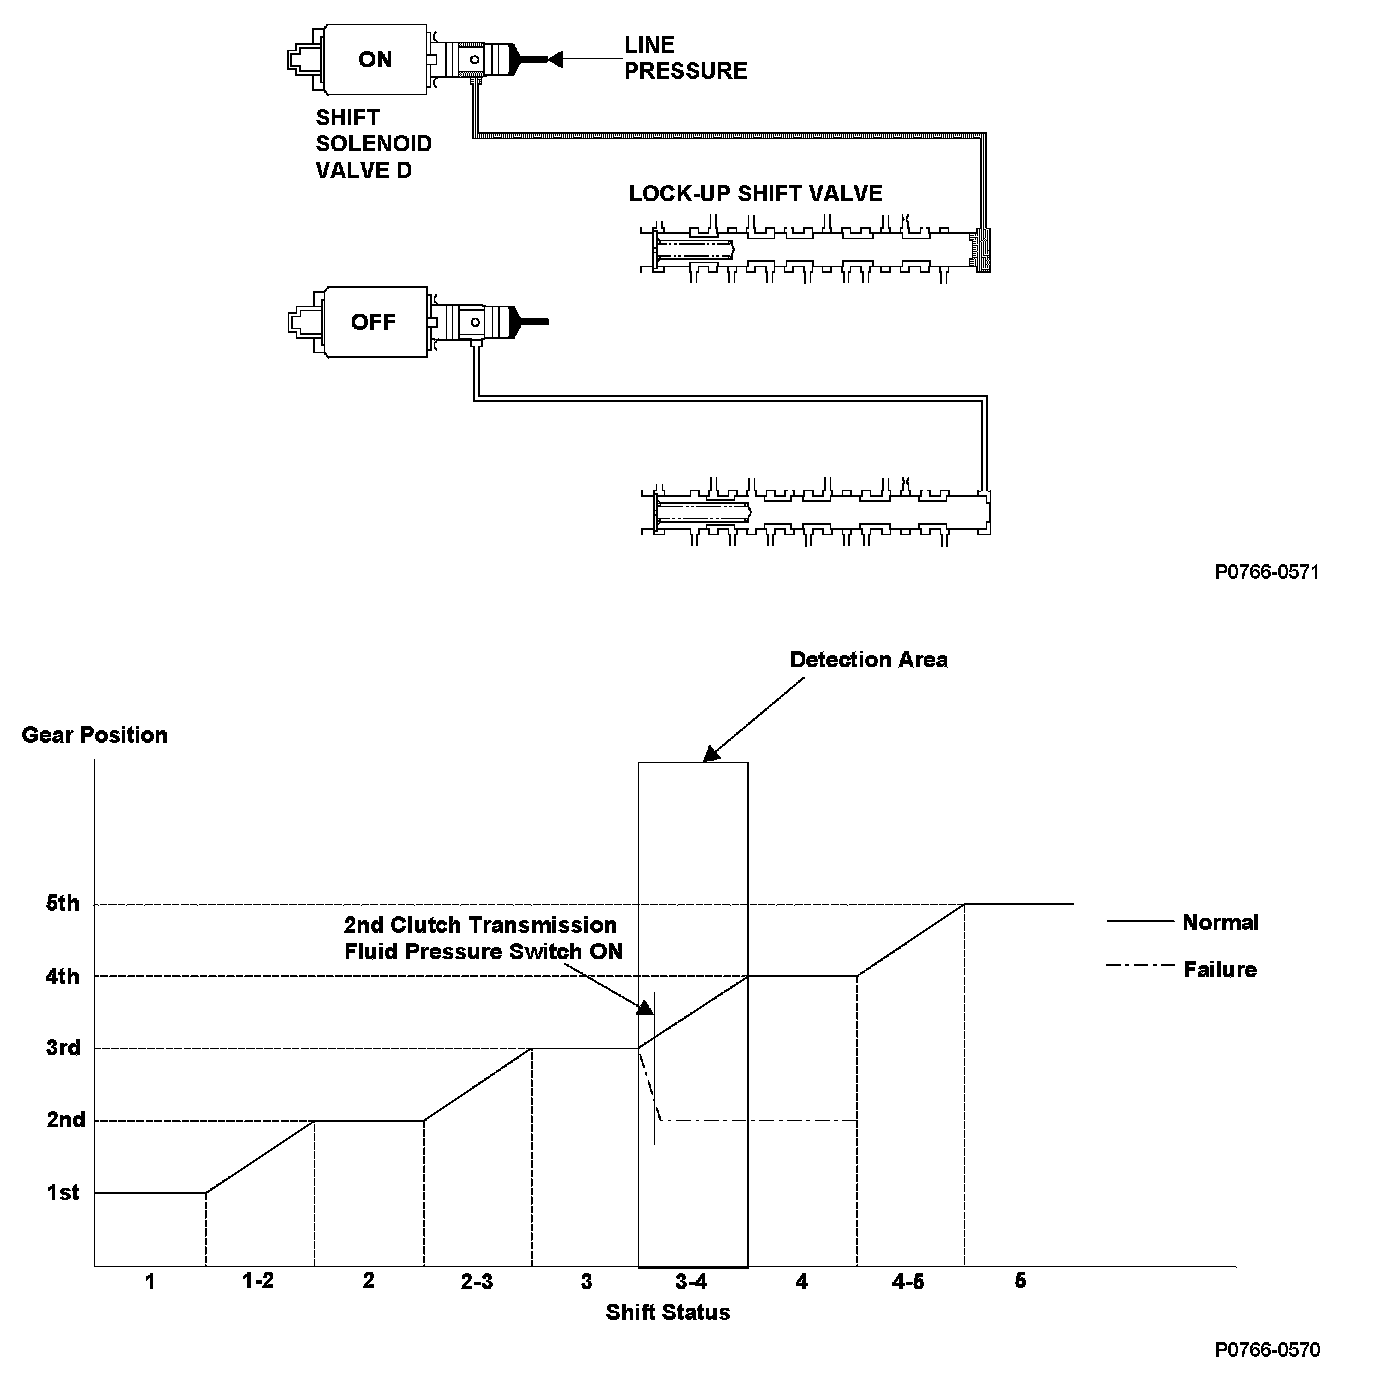 ON
LINE
PRESSURE
SHIFT
SOLENOID
VALVE D
LOCK-UP SHIFT VALVE
OFF
P0766-0571
Detection Area
Gear Position
5th
2nd Clutch Transmission
Fluid Pressure Switch ON
Normal
4th
Failure
3rd
2nd
1st
1 1-2 2 2-3 3 3-4 4 4-5 5
Shift Status
P0766-0570